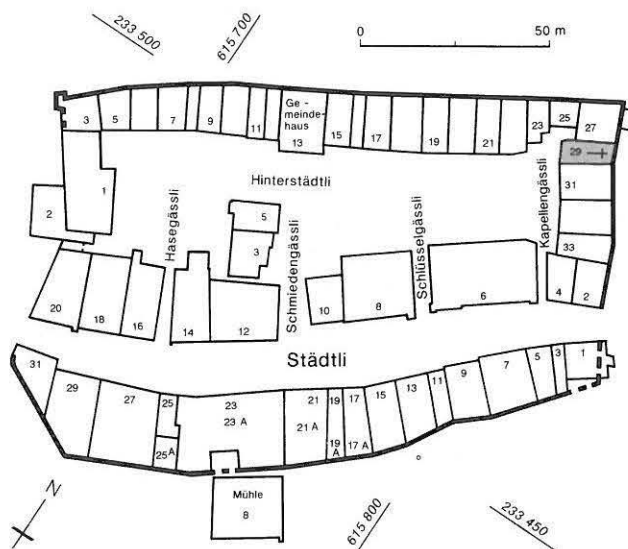 233 500
615 700
0 50 m
3 5 7 9 11
Ge-
meinde-
haus
13
15 17 19 21 23 25 27
29
1
Hinterstädtli
31
2
5
3
Hasegässli
Schmiedengässli
Schlüsselgässli
Kapellengässli
33
20 18 16 14 12 10 8 6 4 2
Städtli
31 29 27 25 23 21 19 17 15 13 11 9 7 5 3 1
25 A
23 A
21 A
19 A
17 A
Mühle
8
N
615 800
233 450